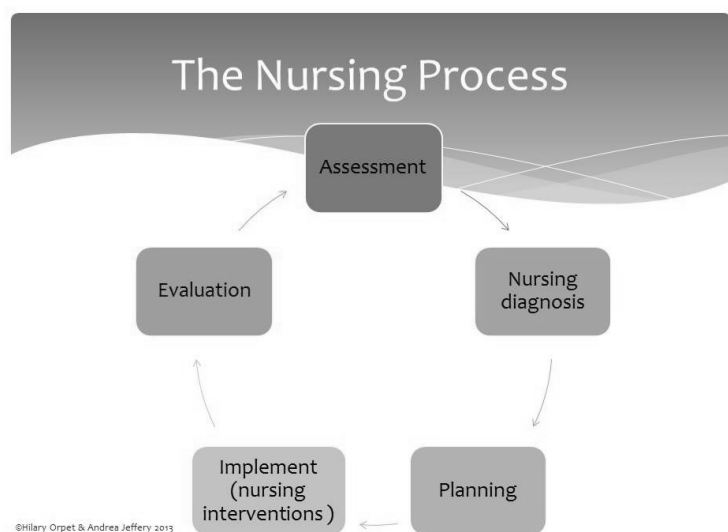 The Nursing Process
Assessment
Nursing
diagnosis
Planning
Implement
(nursing
interventions )
Evaluation
©Hilary Orpet & Andrea Jeffery 2013